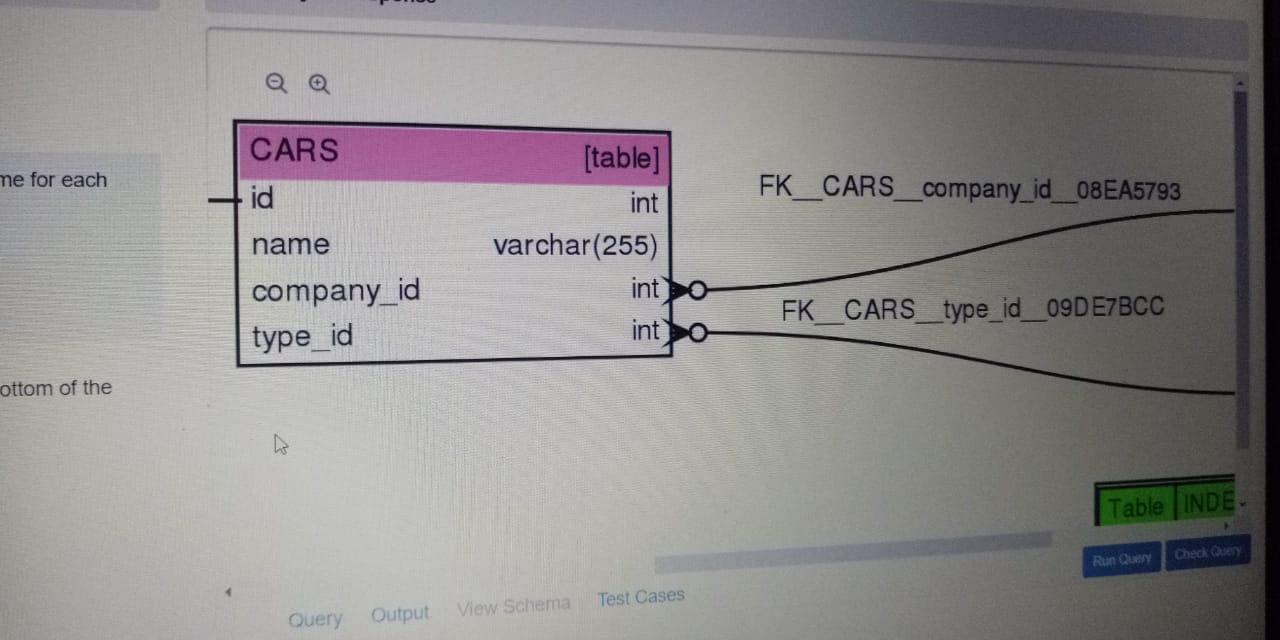 me for each
ottom of the
CARS [table]
id int
name varchar(255)
company_id int
type_id int
FK__CARS__company_id__08EA5793
FK__CARS__type_id__09DE7BCC
Table INDE
Run Query Check Query
Query Output View Schema Test Cases